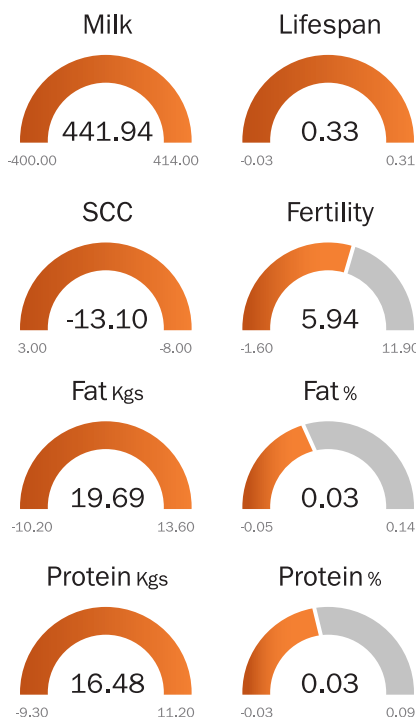 Milk
441.94
-400.00 414.00
Lifespan
0.33
-0.03 0.31
SCC
-13.10
3.00 -8.00
Fertility
5.94
-1.60 11.90
Fat Kgs
19.69
-10.20 13.60
Fat %
0.03
-0.05 0.14
Protein Kgs
16.48
-9.30 11.20
Protein %
0.03
-0.03 0.09